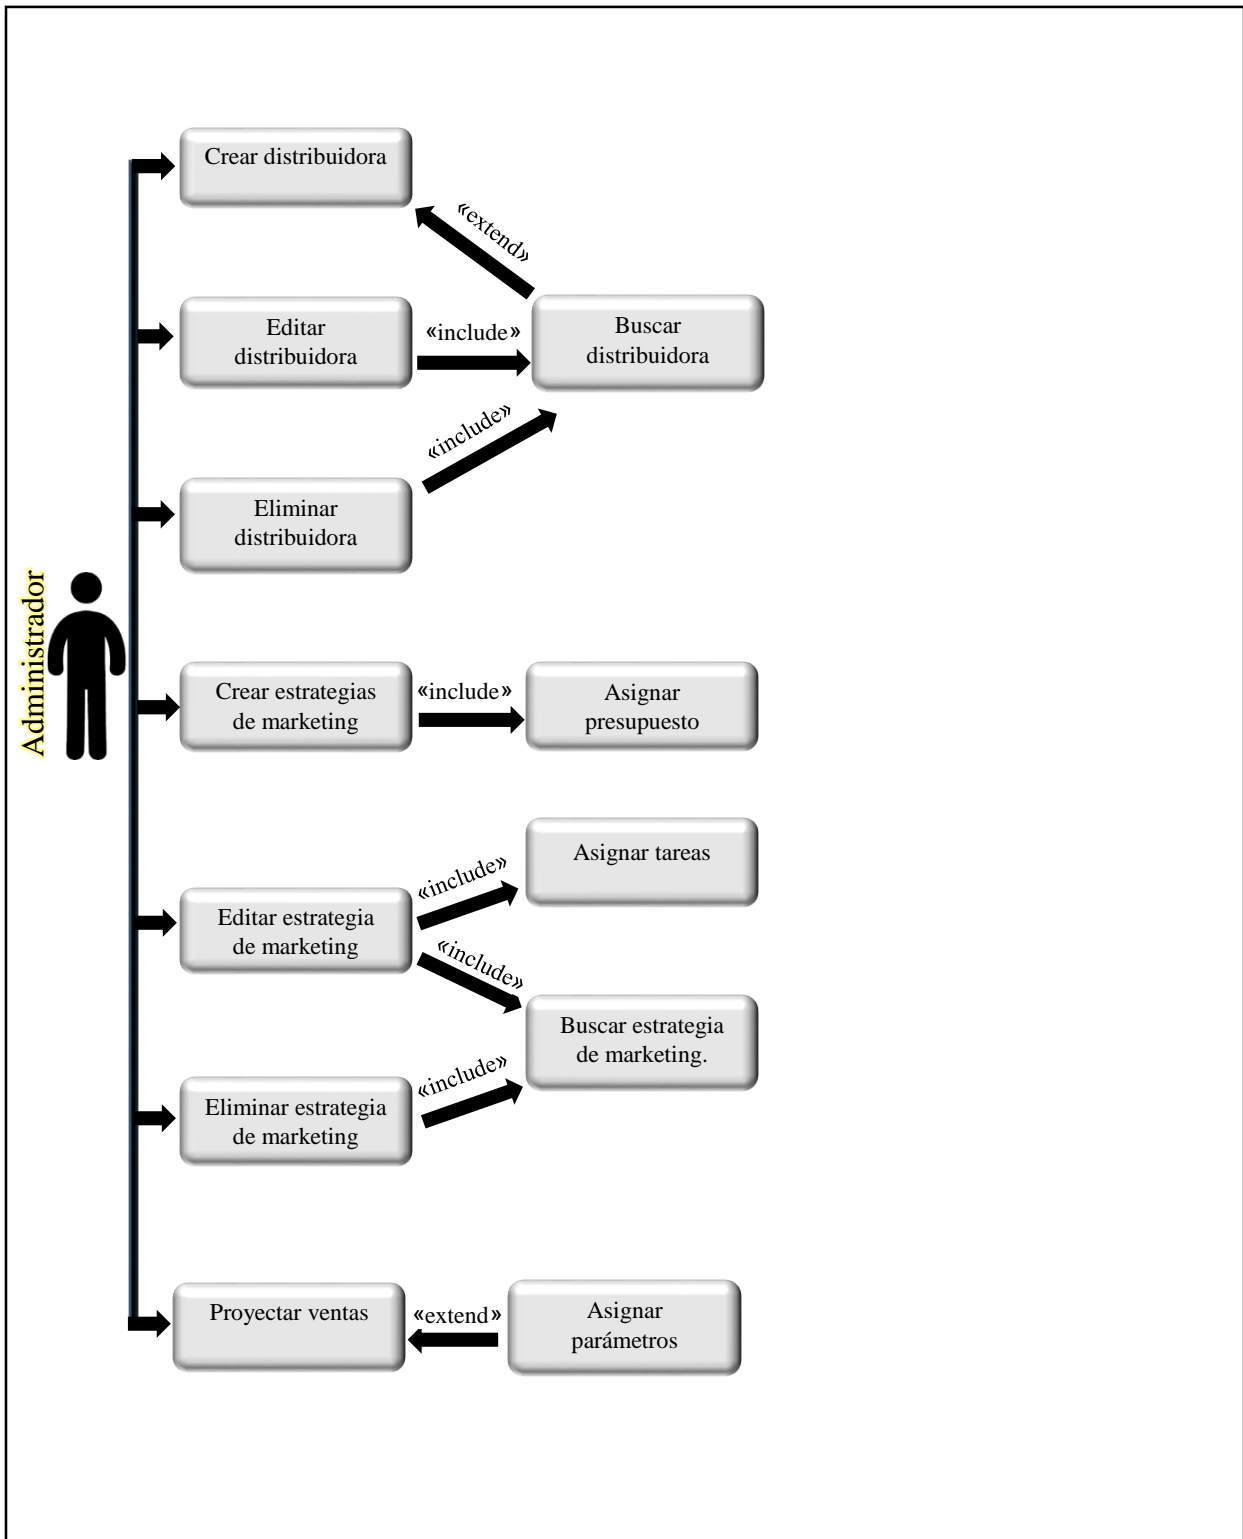 Crear distribuidora
«extend»
Editar
distribuidora
«include»
Buscar
distribuidora
«include»
Eliminar
distribuidora
Administrador
Crear estrategias
de marketing
«include»
Asignar
presupuesto
Asignar tareas
«include»
Editar estrategia
de marketing
«include»
Buscar estrategia
de marketing.
«include»
Eliminar estrategia
de marketing
Proyectar ventas
«extend»
Asignar
parámetros